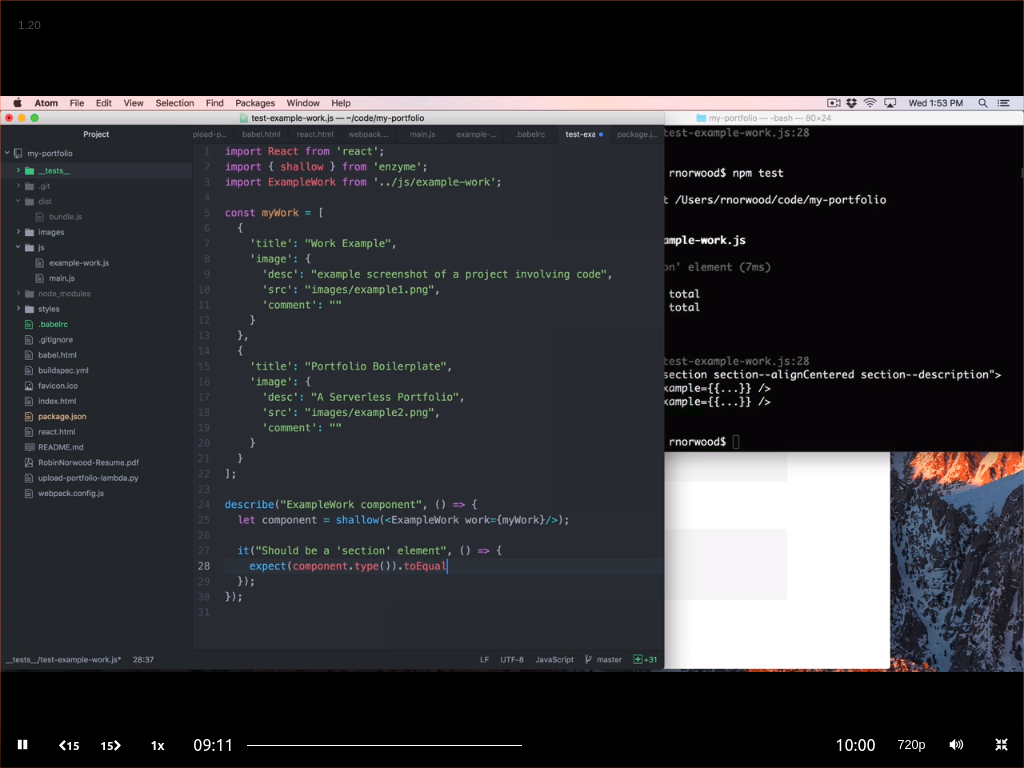 1.20
Atom File Edit View Selection Find Packages Window Help
Wed 1:53 PM
test-example-work.js — ~/code/my-portfolio
my-portfolio — -bash — 80×24
Project
upload-p... babel.html react.html webpack.... main.js example-... .babelrc test-exa package.j...
my-portfolio
__tests__
.git
dist
bundle.js
images
js
example-work.js
main.js
node_modules
styles
.babelrc
.gitignore
babel.html
buildspec.yml
favicon.ico
index.html
package.json
react.html
README.md
RobinNorwood-Resume.pdf
upload-portfolio-lambda.py
webpack.config.js
1 import React from 'react';
2 import { shallow } from 'enzyme';
3 import ExampleWork from '../js/example-work';
4
5 const myWork = [
6 {
7 'title': "Work Example",
8 'image': {
9 'desc': "example screenshot of a project involving code",
10 'src': "images/example1.png",
11 'comment': ""
12 }
13 },
14 {
15 'title': "Portfolio Boilerplate",
16 'image': {
17 'desc': "A Serverless Portfolio",
18 'src': "images/example2.png",
19 'comment': ""
20 }
21 }
22 ];
23
24 describe("ExampleWork component", () => {
25 let component = shallow(<ExampleWork work={myWork}/>);
26
27 it("Should be a 'section' element", () => {
28 expect(component.type()).toEqual
29 });
30 });
31
test-example-work.js:28
rnorwood$ npm test
t /Users/rnorwood/code/my-portfolio
ample-work.js
on' element (7ms)
total
total
test-example-work.js:28
section section--alignCentered section--description">
xample={{...}} />
xample={{...}} />
rnorwood$
__tests__/test-example-work.js* 28:37
LF UTF-8 JavaScript master +31
15 15 1x 09:11
10:00 720p